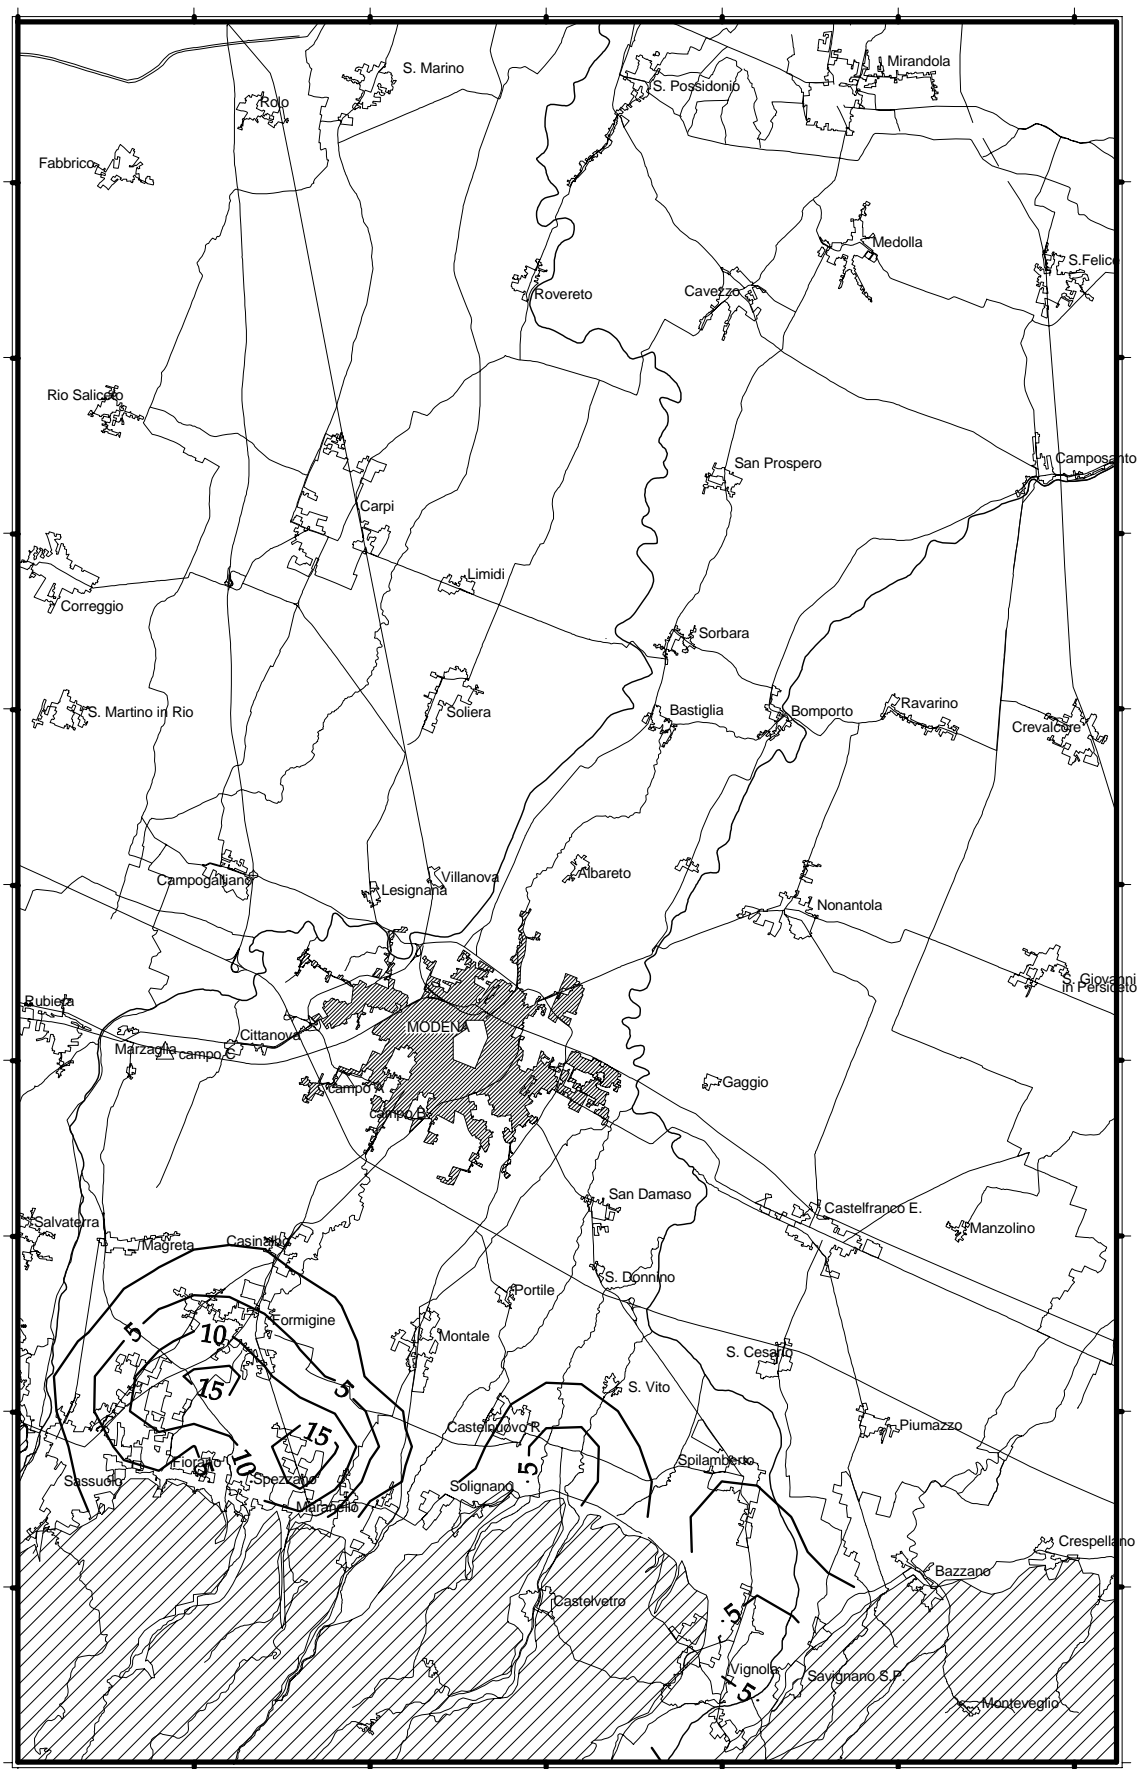 Mirandola
S. Marino
S. Possidonio
Rolo
Fabbrico
Medolla
S.Felice
Cavezzo
Rovereto
Rio Saliceto
Camposanto
San Prospero
Carpi
Limidi
Correggio
Sorbara
Ravarino
S. Martino in Rio
Soliera
Bastiglia
Bomporto
Crevalcore
Villanova
Albareto
Campogalliano
Lesignana
Nonantola
S. Giovanni
in Persiceto
Rubiera
MODENA
Cittanova
Marzaglia
campo C
Gaggio
campo A
campo B
San Damaso
Castelfranco E.
Salvaterra
Manzolino
Magreta
Casinalbo
S. Donnino
Portile
Formigine
5
10
Montale
S. Cesario
15
5
S. Vito
Castelnuovo R
Piumazzo
15
Fiorano
5
10
5
Spilamberto
Sassuolo
Spezzano
Solignano
Maranello
Crespellano
Bazzano
Castelvetro
5
Vignola
Savignano S.P.
5
Monteveglio